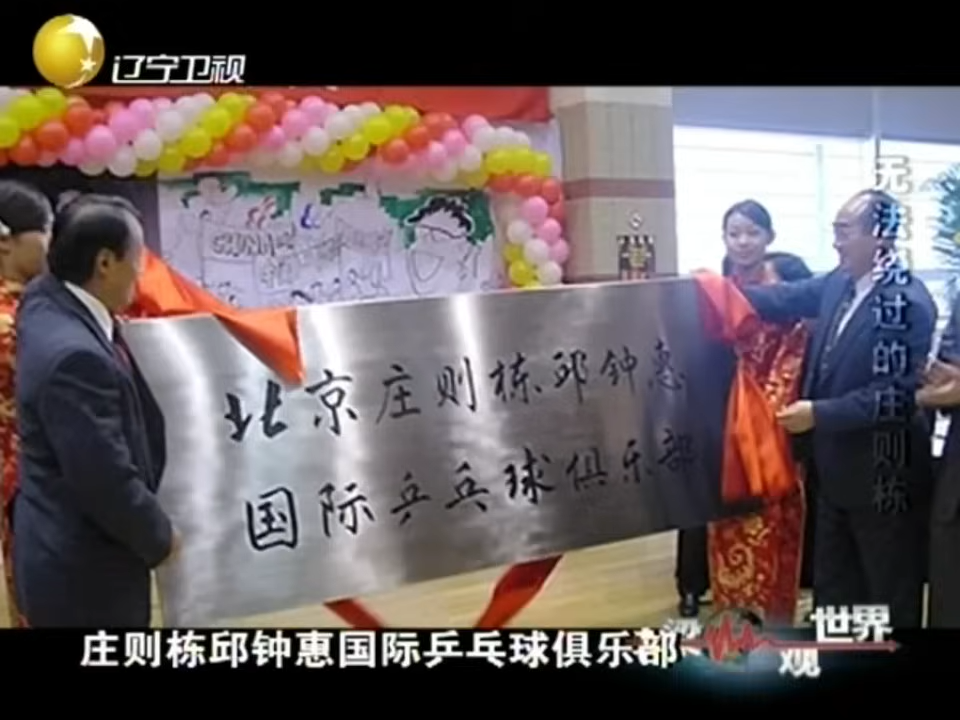 辽宁卫视
无法绕过的庄则栋
CHINA
北京庄则栋邱钟惠
国际乒乓球俱乐部
庄则栋邱钟惠国际乒乓球俱乐部
世界
观